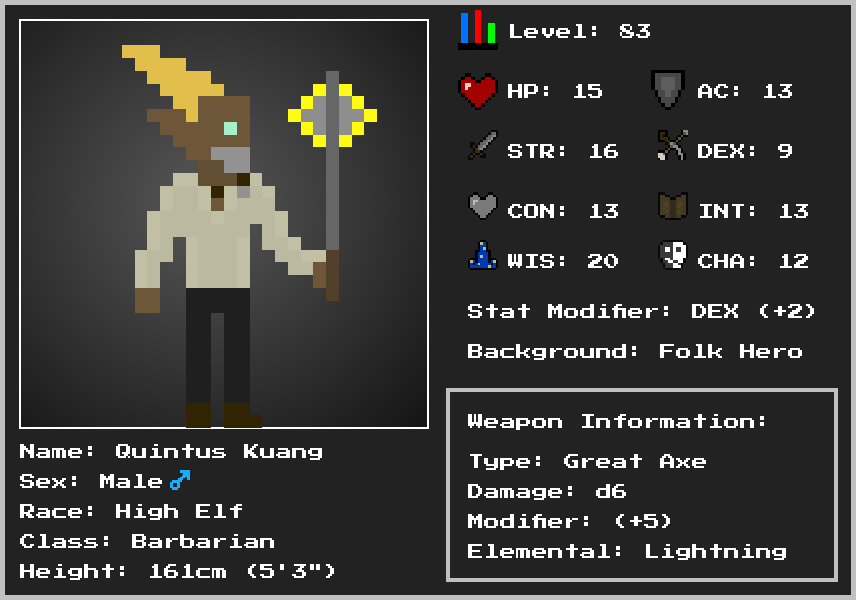 Level: 83
HP: 15 AC: 13
STR: 16 DEX: 9
CON: 13 INT: 13
WIS: 20 CHA: 12
Stat Modifier: DEX (+2)
Background: Folk Hero
Weapon Information:
Type: Great Axe
Damage: d6
Modifier: (+5)
Elemental: Lightning
Name: Quintus Kuang
Sex: Male♂
Race: High Elf
Class: Barbarian
Height: 161cm (5'3")